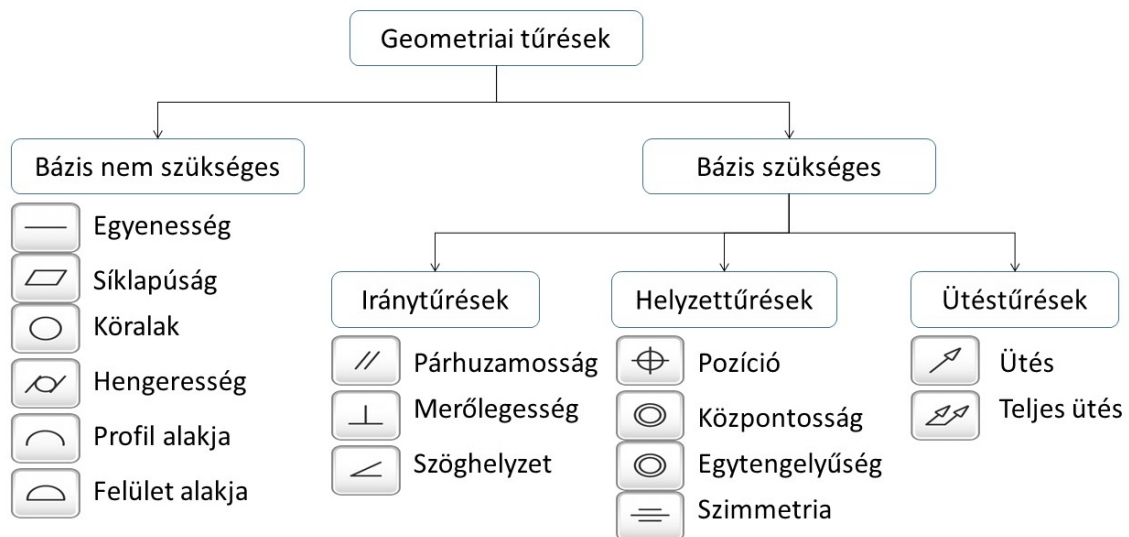 Geometriai tűrések
Bázis nem szükséges
Egyenesség
Síklapúság
Köralak
Hengeresség
Profil alakja
Felület alakja
Bázis szükséges
Iránytűrések
Párhuzamosság
Merőlegesség
Szöghelyzet
Helyzettűrések
Pozíció
Központosság
Egytengelyűség
Szimmetria
Ütéstűrések
Ütés
Teljes ütés